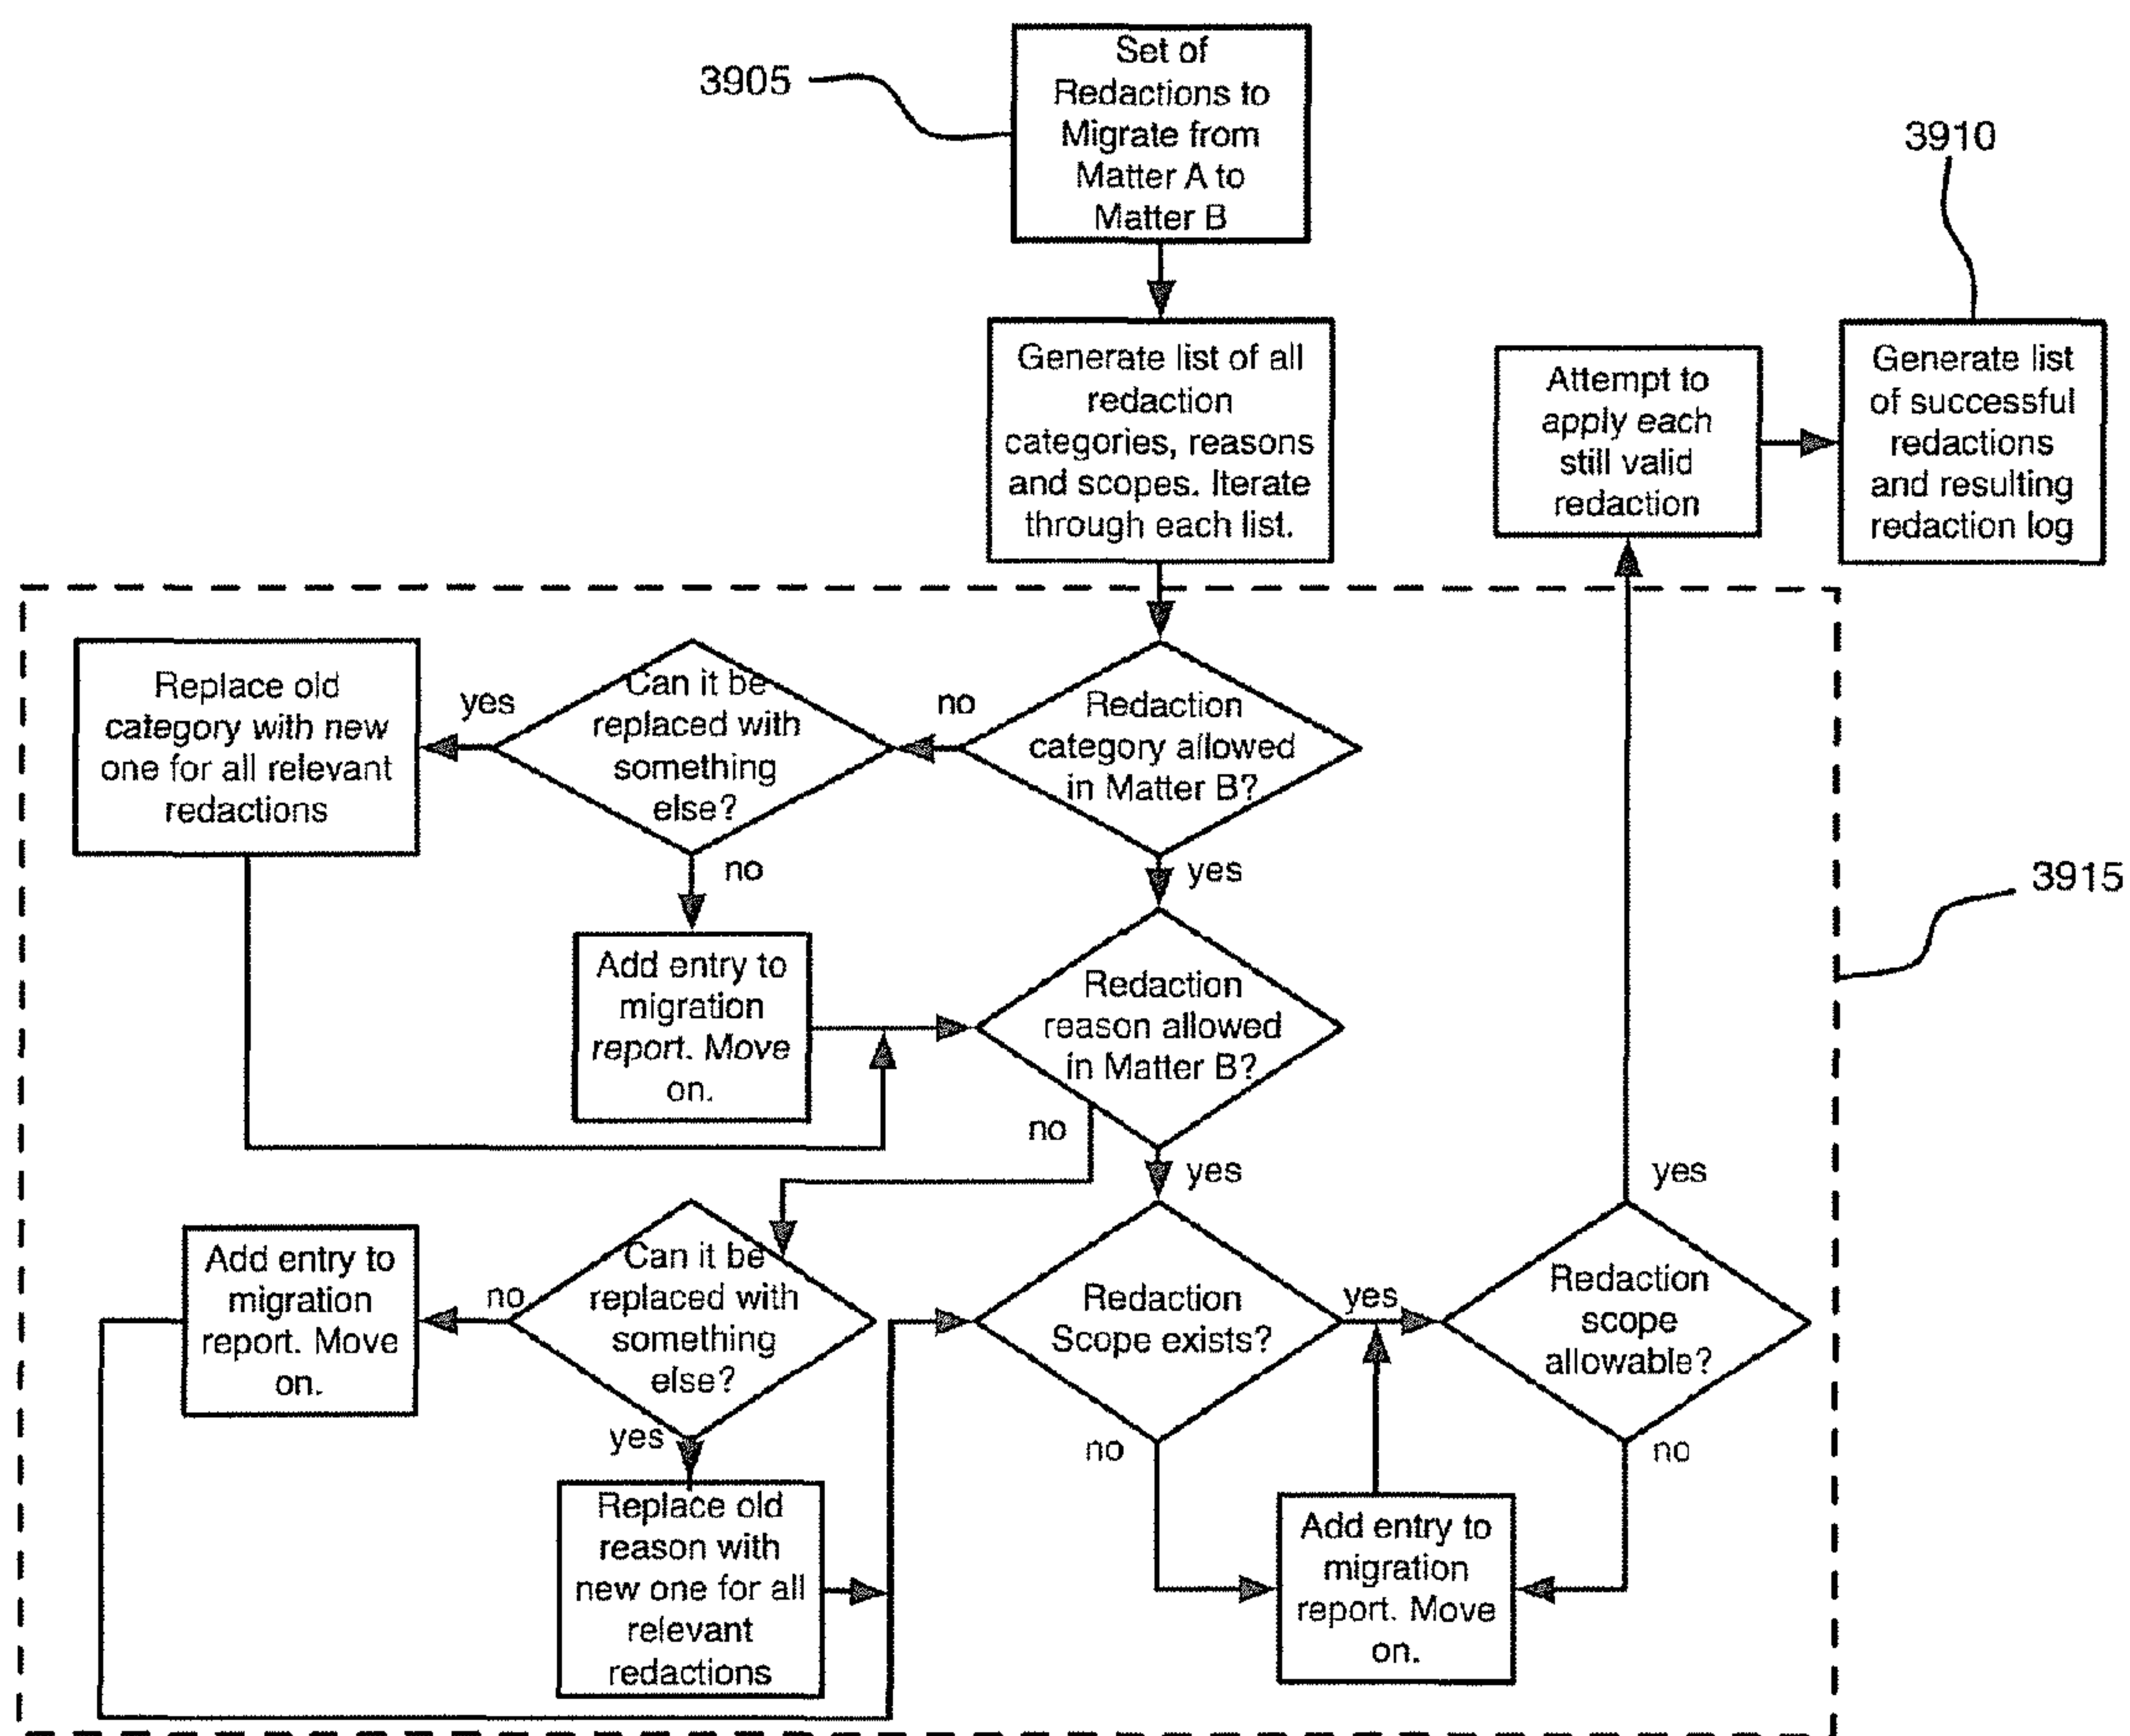 3905
Set of
Redactions to
Migrate from
Matter A to
Matter B
3910
Generate list of all
redaction
categories, reasons
and scopes. Iterate
through each list.
Attempt to
apply each
still valid
redaction
Generate list
of successful
redactions
and resulting
redaction log
Replace old
category with new
one for all relevant
redactions
yes
Can it be
replaced with
something
else?
no
Redaction
category allowed
in Matter B?
no
yes
3915
Add entry to
migration
report. Move
on.
Redaction
reason allowed
in Matter B?
no
yes
yes
Add entry to
migration
report. Move
on.
no
Can it be
replaced with
something
else?
Redaction
Scope exists?
yes
Redaction
scope
allowable?
yes
no
no
Replace old
reason with
new one for all
relevant
redactions
Add entry to
migration
report. Move
on.